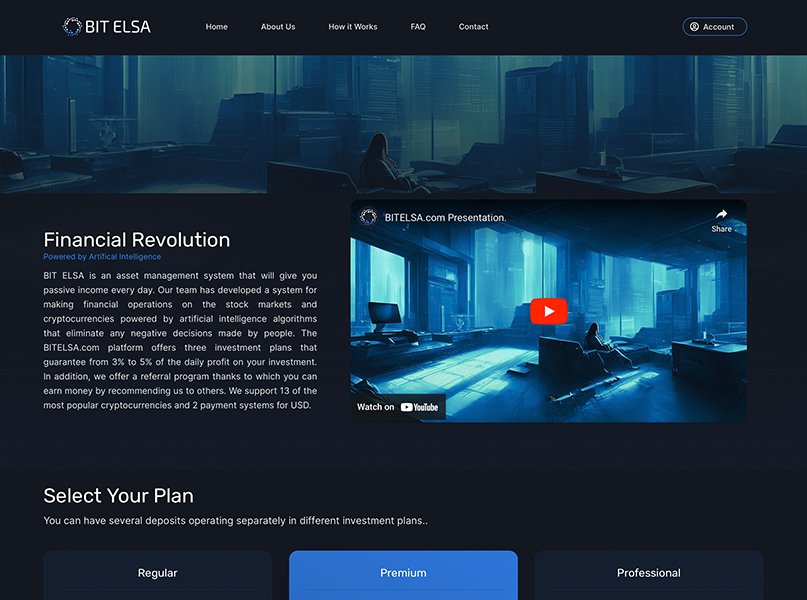 BIT ELSA
Home About Us How it Works FAQ Contact Account
Financial Revolution
Powered by Artifical Intelligence
BIT ELSA is an asset management system that will give you
passive income every day. Our team has developed a system for
making financial operations on the stock markets and
cryptocurrencies powered by artificial intelligence algorithms
that eliminate any negative decisions made by people. The
BITELSA.com platform offers three investment plans that
guarantee from 3% to 5% of the daily profit on your investment.
In addition, we offer a referral program thanks to which you can
earn money by recommending us to others. We support 13 of the
most popular cryptocurrencies and 2 payment systems for USD.
BITELSA.com Presentation.
Share
Watch on YouTube
Select Your Plan
You can have several deposits operating separately in different investment plans..
Regular Premium Professional